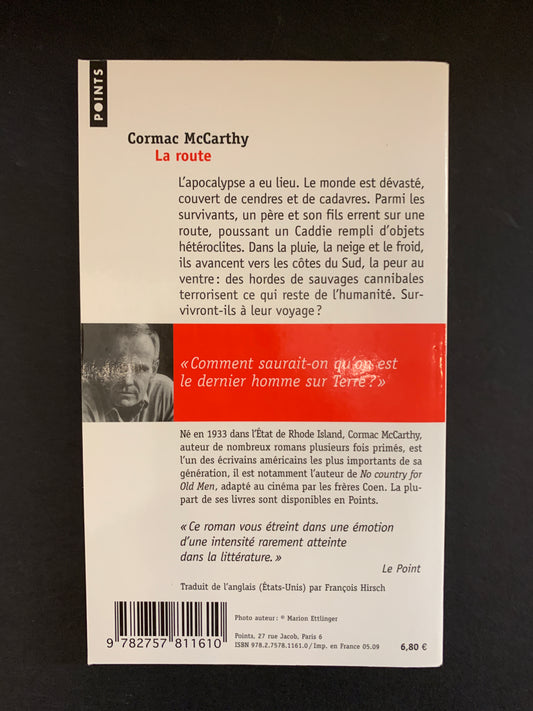 POINTS
Cormac McCarthy
La route
L'apocalypse a eu lieu. Le monde est dévasté,
couvert de cendres et de cadavres. Parmi les
survivants, un père et son fils errent sur une
route, poussant un Caddie rempli d'objets
hétéroclites. Dans la pluie, la neige et le froid,
ils avancent vers les côtes du Sud, la peur au
ventre : des hordes de sauvages cannibales
terrorisent ce qui reste de l'humanité. Sur-
vivront-ils à leur voyage ?
« Comment saurait-on qu'on est
le dernier homme sur Terre ? »
Né en 1933 dans l'État de Rhode Island, Cormac McCarthy,
auteur de nombreux romans plusieurs fois primés, est
l'un des écrivains américains les plus importants de sa
génération, il est notamment l'auteur de No country for
Old Men, adapté au cinéma par les frères Coen. La plu-
part de ses livres sont disponibles en Points.
« Ce roman vous étreint dans une émotion
d'une intensité rarement atteinte
dans la littérature. »
Le Point
Traduit de l'anglais (États-Unis) par François Hirsch
Photo auteur : © Marion Ettlinger
Points, 27 rue Jacob, Paris 6
ISBN 978.2.7578.1161.0 / Imp. en France 05.09
6,80 €
9 782757 811610